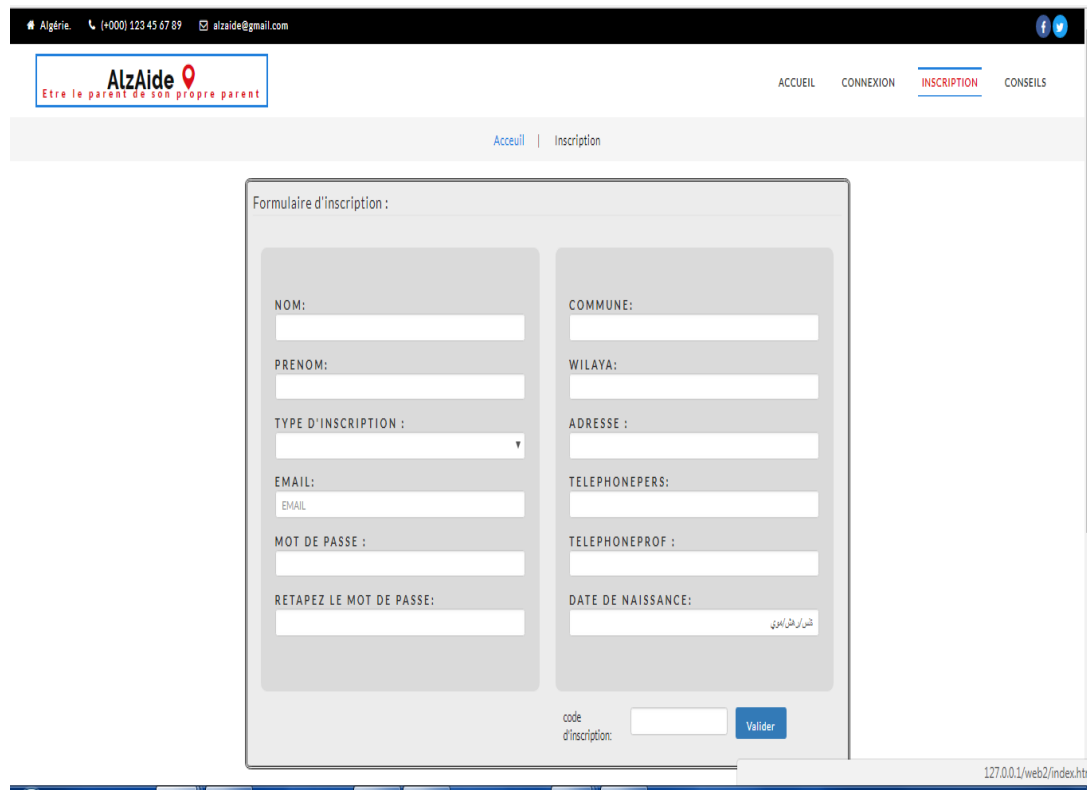 Algérie. (+000) 123 45 67 89 alzaide@gmail.com
AlzAide
Etre le parent de son propre parent
ACCUEIL CONNEXION INSCRIPTION CONSEILS
Acceuil | Inscription
Formulaire d'inscription :
NOM:
PRENOM:
TYPE D'INSCRIPTION :
EMAIL:
EMAIL
MOT DE PASSE :
RETAPEZ LE MOT DE PASSE:
COMMUNE:
WILAYA:
ADRESSE :
TELEPHONEPERS:
TELEPHONEPROF :
DATE DE NAISSANCE:
code
d'inscription:
Valider
127.0.0.1/web2/index.htm